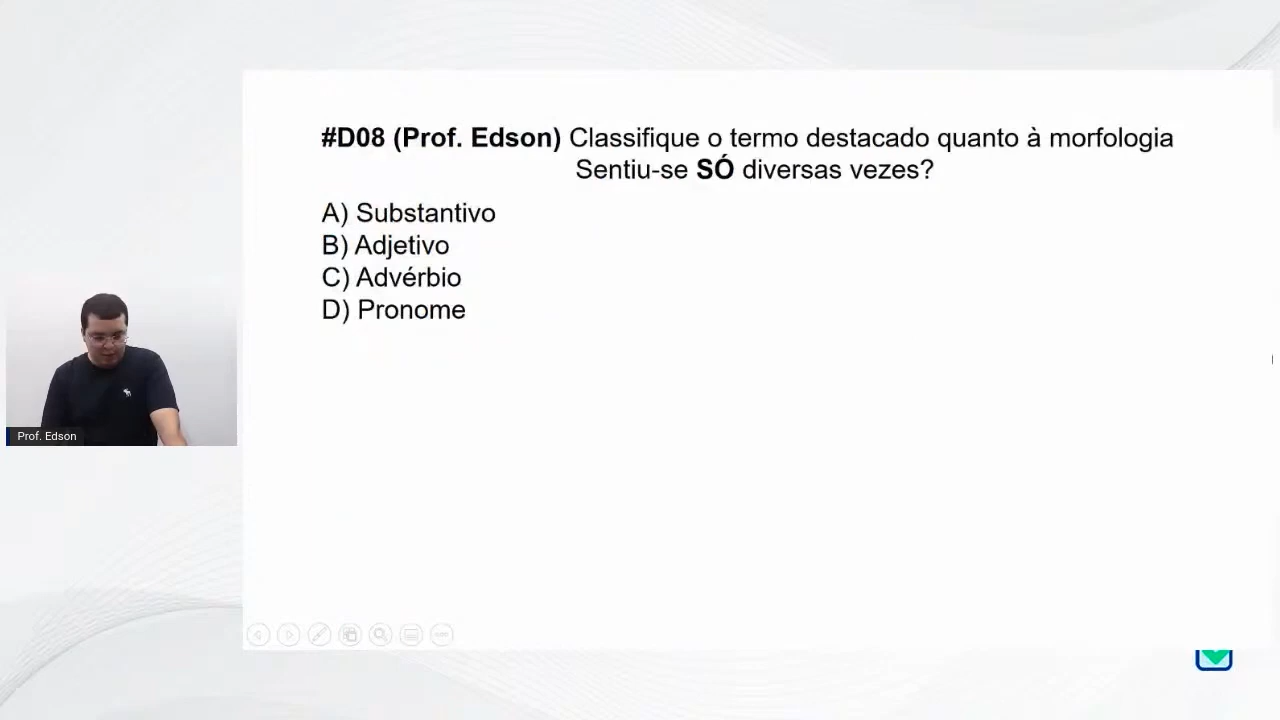 #D08 (Prof. Edson) Classifique o termo destacado quanto à morfologia
Sentiu-se SÓ diversas vezes?
A) Substantivo
B) Adjetivo
C) Advérbio
D) Pronome
Prof. Edson